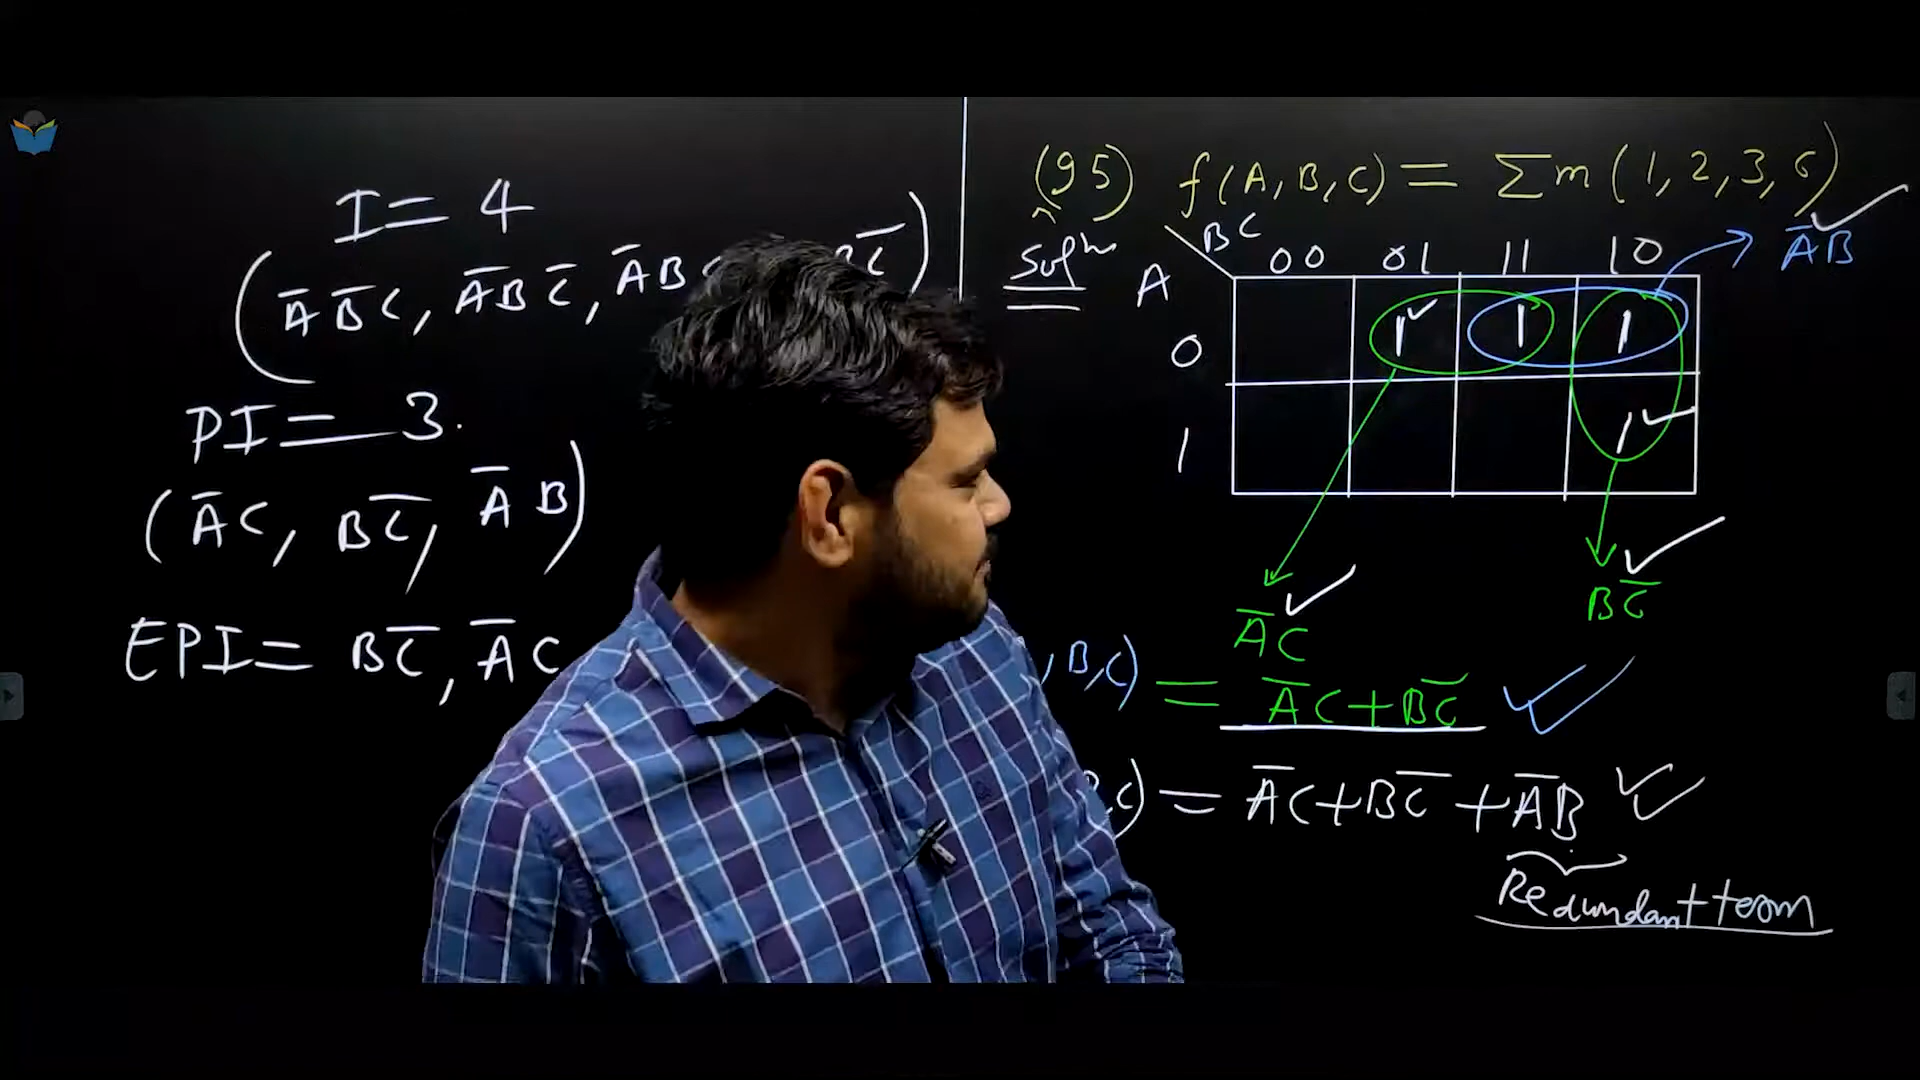 I = 4
(A̅B̅C, A̅BC̅, A̅B BC̅)
PI = 3.
(A̅C, BC̅, A̅B)
EPI = BC̅, A̅C
(95) f(A,B,C) = Σm(1,2,3,6)
Solⁿ
A BC 00 01 11 10 A̅B
0 1 1 1
1 1
A̅C BC̅
, B,C) = A̅C+BC̅
C) = A̅C+BC̅+A̅B
Redundant term